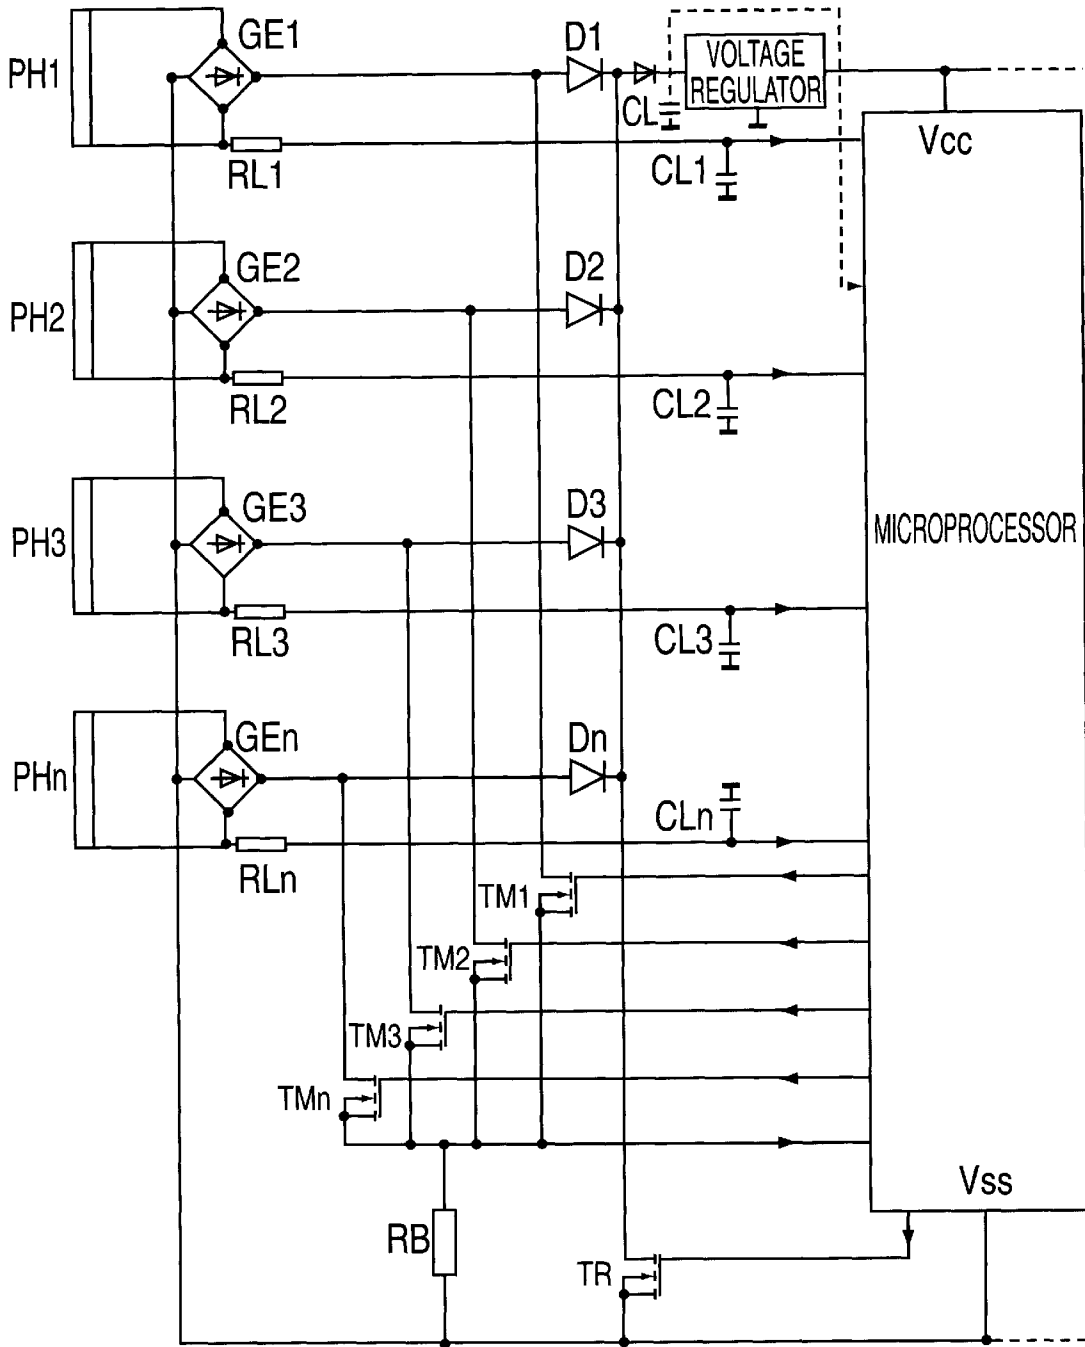 GE1
D1
PH1
VOLTAGE
REGULATOR
CL
Vcc
RL1
CL1
GE2
D2
PH2
RL2
CL2
GE3
D3
PH3
MICROPROCESSOR
RL3
CL3
GEn
Dn
PHn
CLn
RLn
TM1
TM2
TM3
TMn
Vss
RB
TR